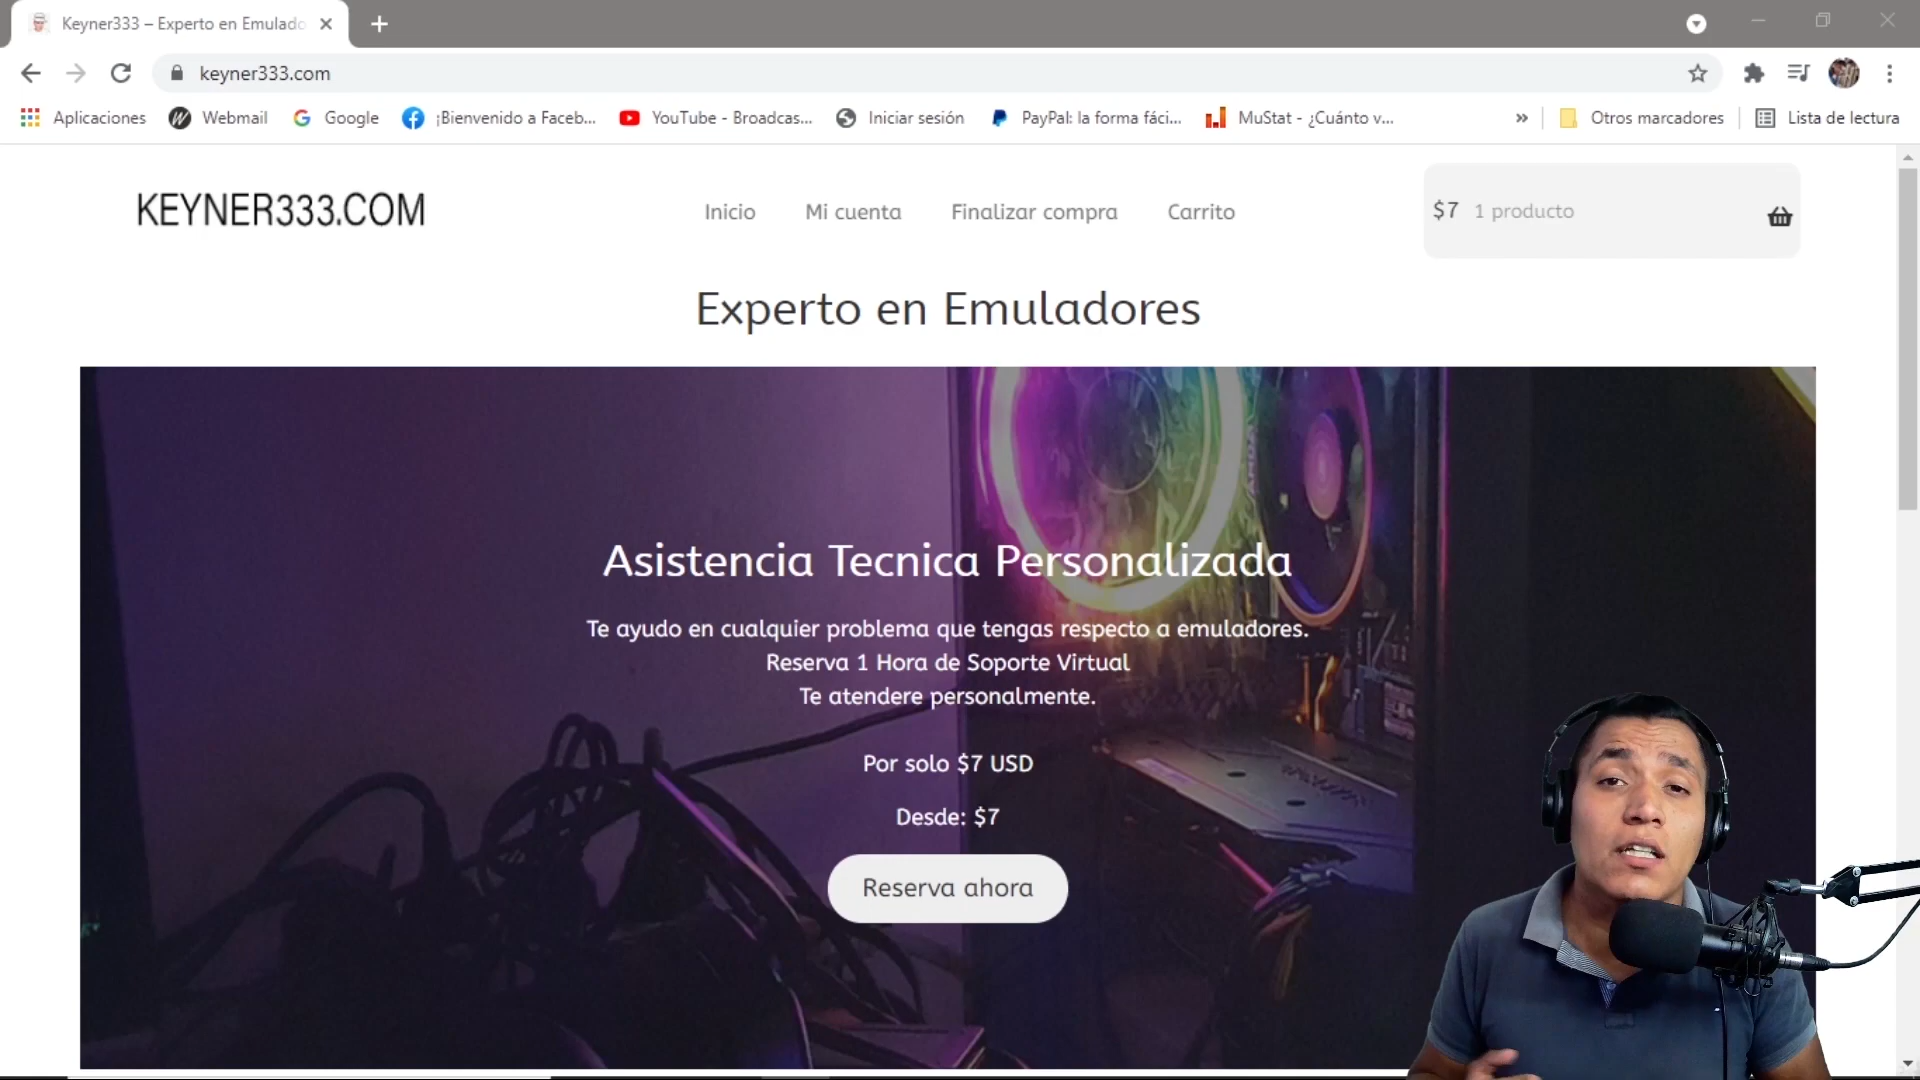 Keyner333 – Experto en Emulado
keyner333.com
Aplicaciones
Webmail
Google
¡Bienvenido a Faceb...
YouTube - Broadcas...
Iniciar sesión
PayPal: la forma fáci...
MuStat - ¿Cuánto v...
»
Otros marcadores
Lista de lectura
KEYNER333.COM
Inicio
Mi cuenta
Finalizar compra
Carrito
$7 1 producto
Experto en Emuladores
Asistencia Tecnica Personalizada
Te ayudo en cualquier problema que tengas respecto a emuladores.
Reserva 1 Hora de Soporte Virtual
Te atendere personalmente.
Por solo $7 USD
Desde: $7
Reserva ahora